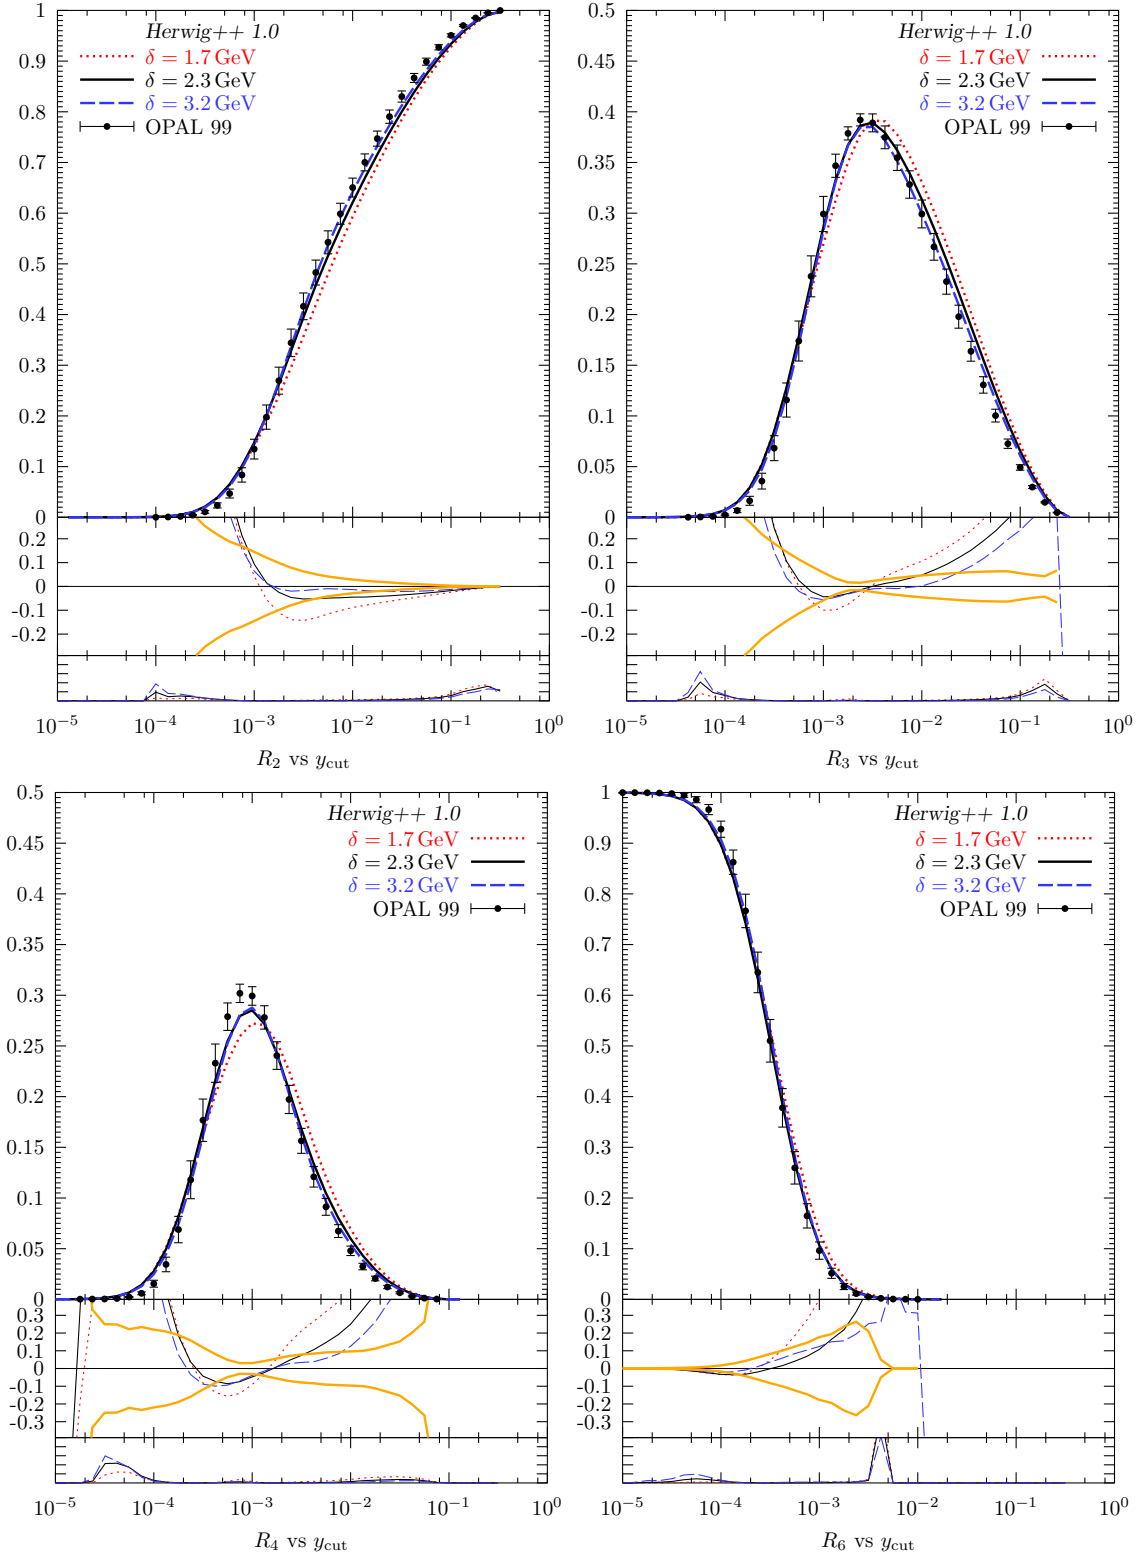 1
0.9
0.8
0.7
0.6
0.5
0.4
0.3
0.2
0.1
0
Herwig++ 1.0
δ = 1.7 GeV
δ = 2.3 GeV
δ = 3.2 GeV
OPAL 99
0.2
0.1
0
-0.1
-0.2
10⁻⁵ 10⁻⁴ 10⁻³ 10⁻² 10⁻¹ 10⁰
R₂ vs y_cut
0.5
0.45
0.4
0.35
0.3
0.25
0.2
0.15
0.1
0.05
0
Herwig++ 1.0
δ = 1.7 GeV
δ = 2.3 GeV
δ = 3.2 GeV
OPAL 99
0.2
0.1
0
-0.1
-0.2
10⁻⁵ 10⁻⁴ 10⁻³ 10⁻² 10⁻¹ 10⁰
R₃ vs y_cut
0.5
0.45
0.4
0.35
0.3
0.25
0.2
0.15
0.1
0.05
0
Herwig++ 1.0
δ = 1.7 GeV
δ = 2.3 GeV
δ = 3.2 GeV
OPAL 99
0.3
0.2
0.1
0
-0.1
-0.2
-0.3
10⁻⁵ 10⁻⁴ 10⁻³ 10⁻² 10⁻¹ 10⁰
R₄ vs y_cut
1
0.9
0.8
0.7
0.6
0.5
0.4
0.3
0.2
0.1
0
Herwig++ 1.0
δ = 1.7 GeV
δ = 2.3 GeV
δ = 3.2 GeV
OPAL 99
0.3
0.2
0.1
0
-0.1
-0.2
-0.3
10⁻⁵ 10⁻⁴ 10⁻³ 10⁻² 10⁻¹ 10⁰
R₆ vs y_cut